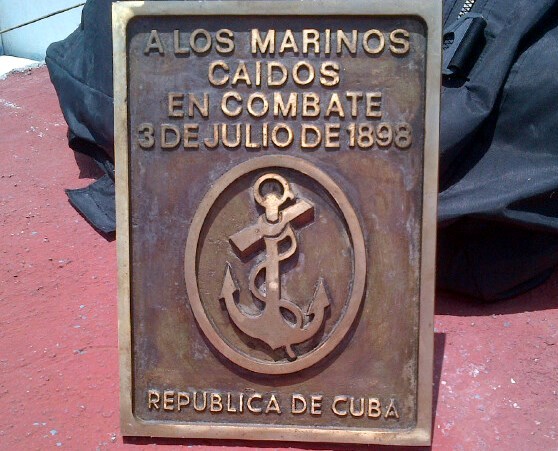 A LOS MARINOS
CAIDOS
EN COMBATE
3 DE JULIO DE 1898
REPUBLICA DE CUBA